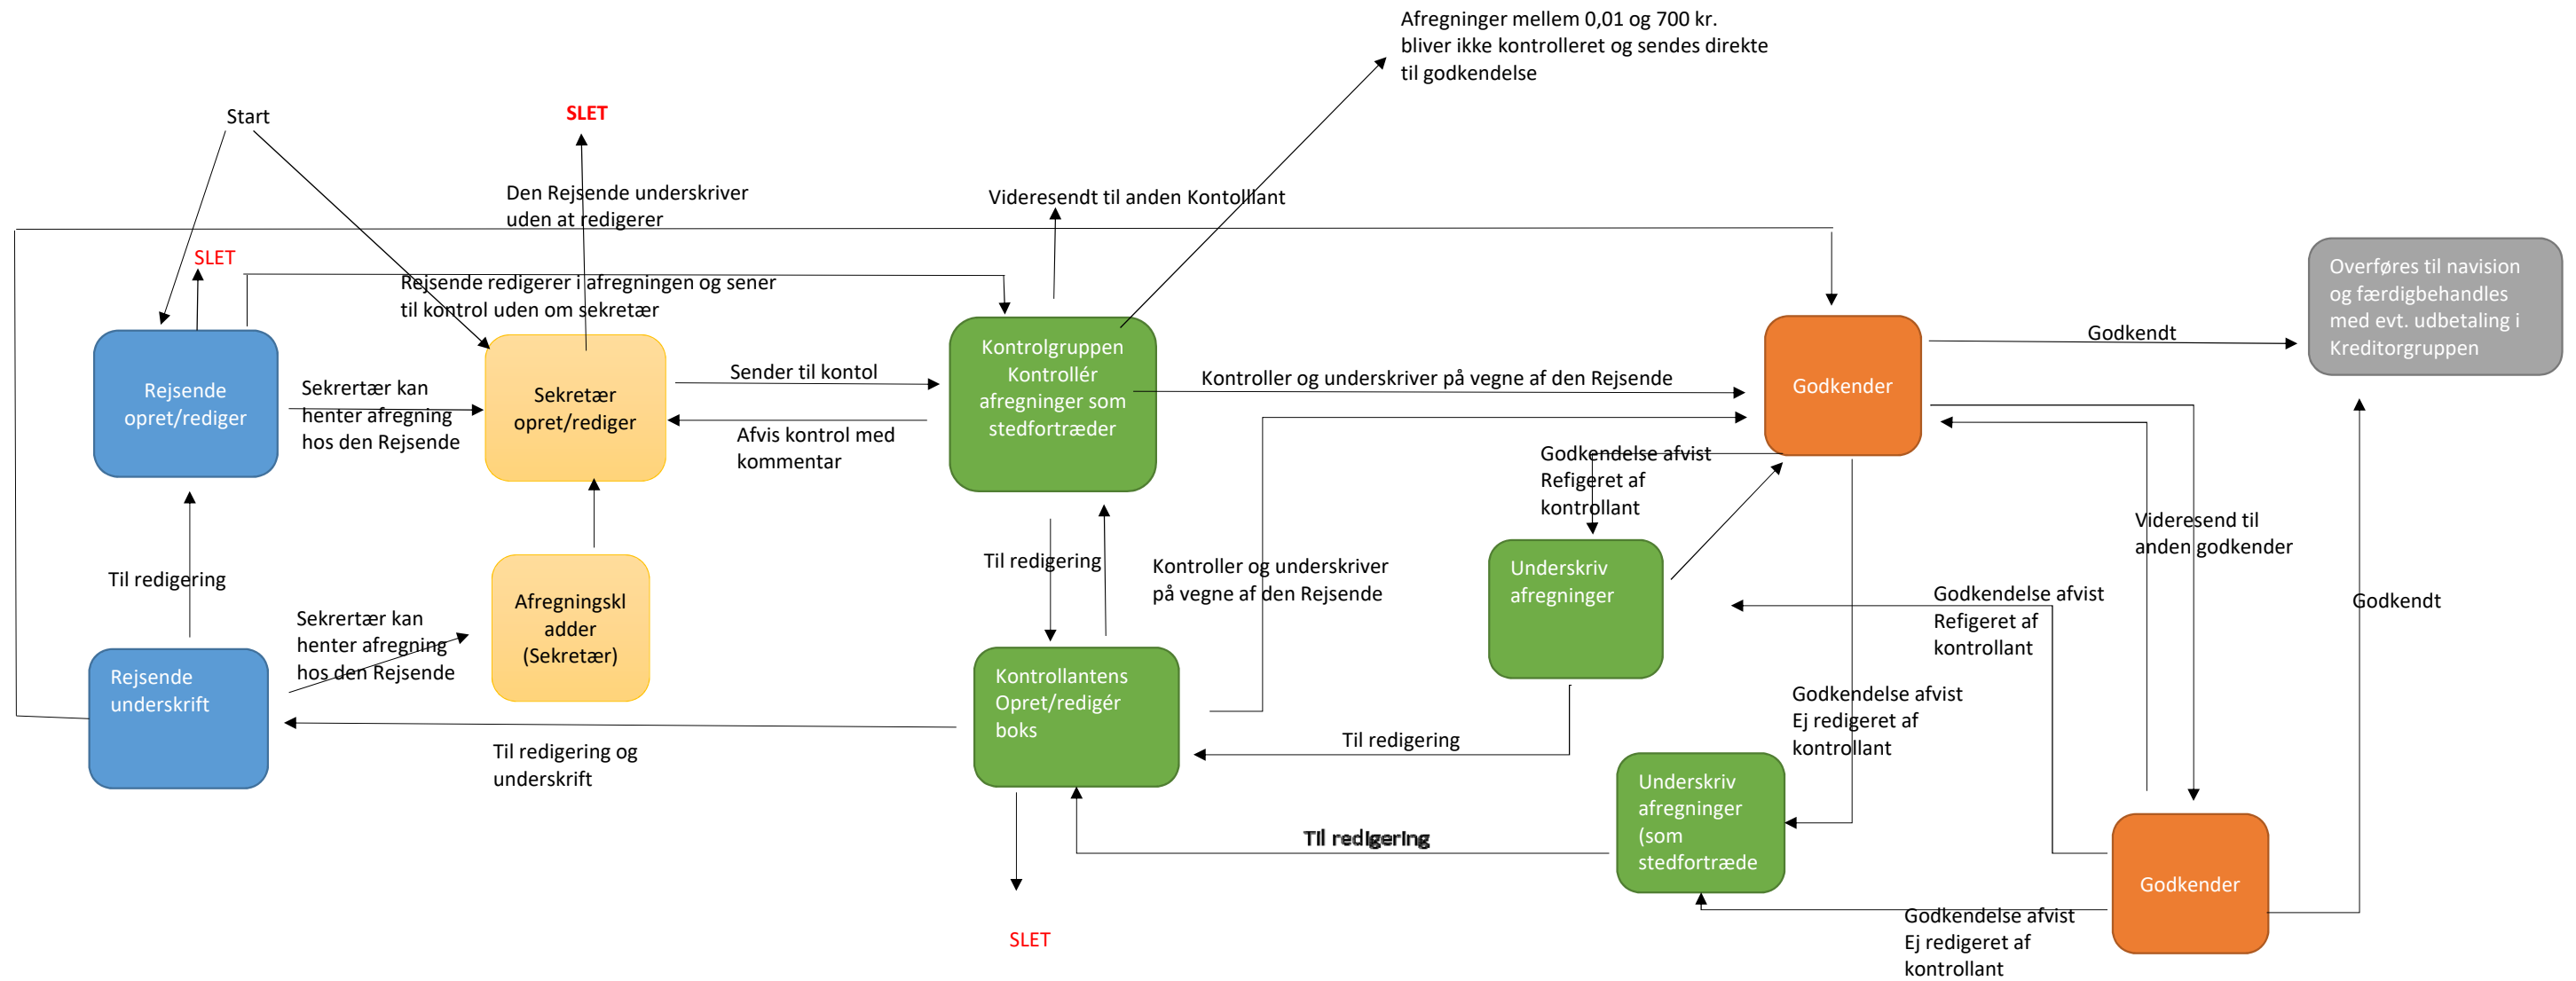 Afregninger mellem 0,01 og 700 kr.
bliver ikke kontrolleret og sendes direkte
til godkendelse
Start
SLET
Den Rejsende underskriver
uden at redigerer
Videresendt til anden Kontolllant
SLET
Rejsende redigerer i afregningen og sener
til kontrol uden om sekretær
Overføres til navision
og færdigbehandles
med evt. udbetaling i
Kreditorgruppen
Godkendt
Rejsende
opret/rediger
Sekrertær kan
henter afregning
hos den Rejsende
Sekretær
opret/rediger
Sender til kontol
Afvis kontrol med
kommentar
Kontrolgruppen
Kontrollér
afregninger som
stedfortræder
Kontroller og underskriver på vegne af den Rejsende
Godkender
Godkendelse afvist
Refigeret af
kontrollant
Videresend til
anden godkender
Til redigering
Til redigering
Kontroller og underskriver
på vegne af den Rejsende
Underskriv
afregninger
Godkendelse afvist
Refigeret af
kontrollant
Godkendt
Sekrertær kan
henter afregning
hos den Rejsende
Afregningskl
adder
(Sekretær)
Rejsende
underskrift
Kontrollantens
Opret/redigér
boks
Godkendelse afvist
Ej redigeret af
kontrollant
Til redigering og
underskrift
Til redigering
Underskriv
afregninger
(som
stedfortræde
Til redigering
Godkender
SLET
Godkendelse afvist
Ej redigeret af
kontrollant